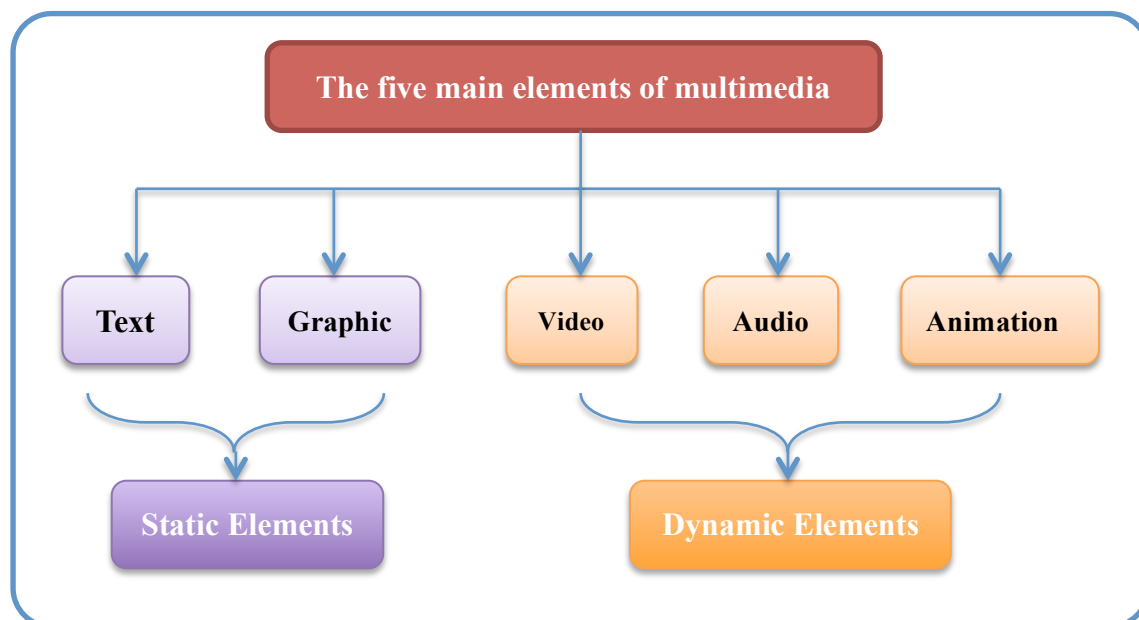 The five main elements of multimedia
Text
Graphic
Video
Audio
Animation
Static Elements
Dynamic Elements